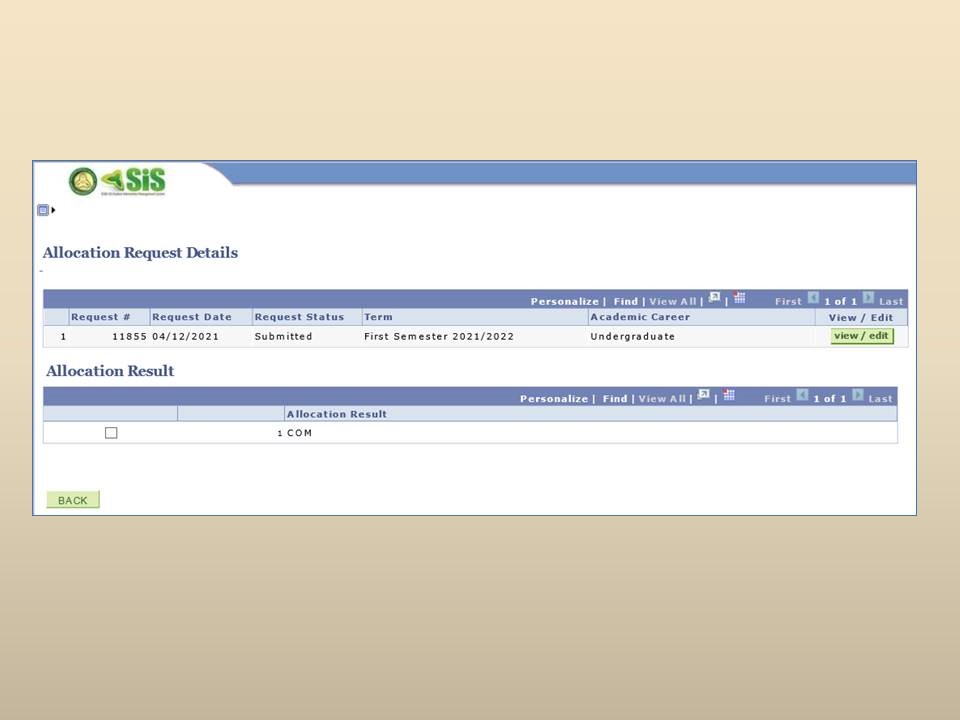 SiS
Allocation Request Details
Personalize | Find | View All | | First 1 of 1 Last
Request # Request Date Request Status Term Academic Career View / Edit
1 11855 04/12/2021 Submitted First Semester 2021/2022 Undergraduate view / edit
Allocation Result
Personalize | Find | View All | | First 1 of 1 Last
Allocation Result
1 COM
BACK